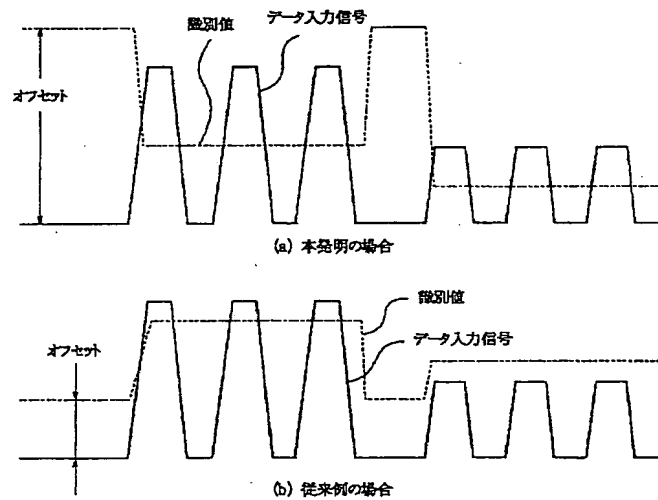 識別値
データ入力信号
オフセット
(a) 本発明の場合
識別値
データ入力信号
オフセット
(b) 従来例の場合